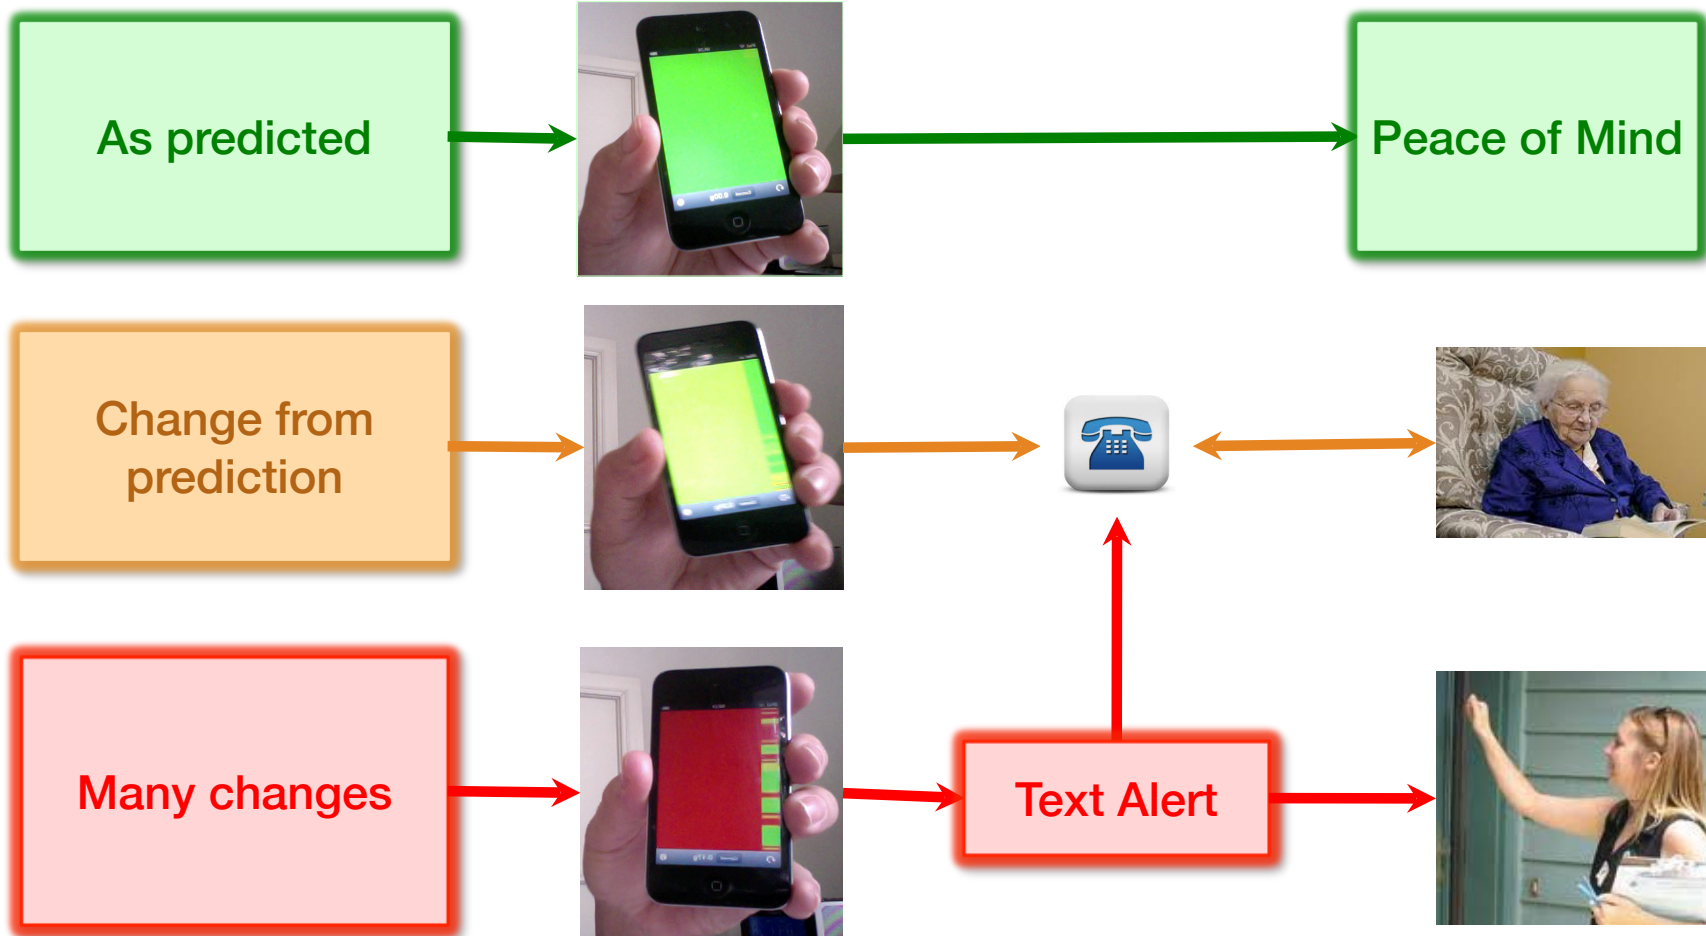 As predicted
Peace of Mind
Change from
prediction
Many changes
Text Alert